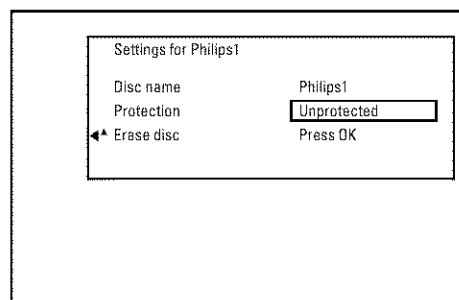 Settings for Philips1
Disc name Philips1
Protection Unprotected
Erase disc Press OK